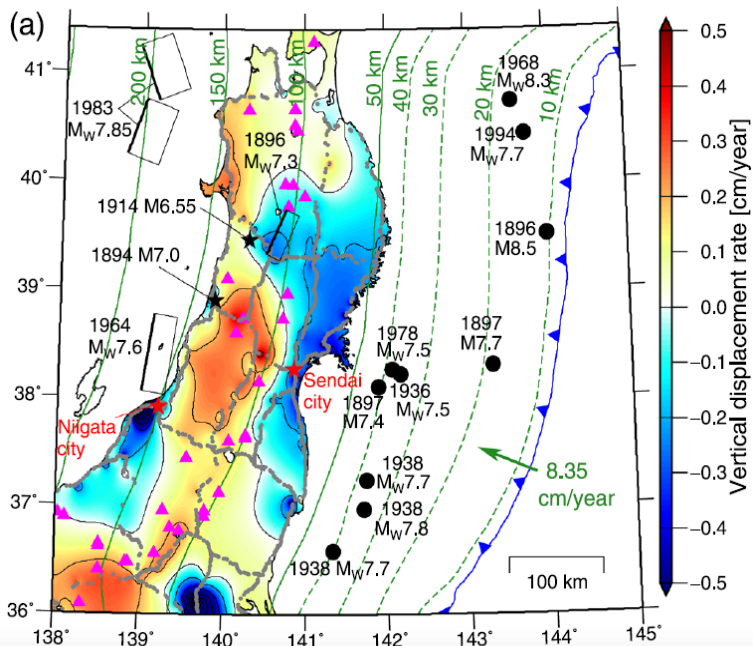 (a)
41°
40°
39°
38°
37°
36°
138
139
140
141
142
143
144
145°
200 km
150 km
100 km
50 km
40 km
30 km
20 km
10 km
1983
Mw7.85
1896
Mw7.3
1914 M6.55
1894 M7.0
1964
Mw7.6
Niigata
city
Sendai
city
1968
Mw8.3
1994
Mw7.7
1896
M8.5
1897
M7.7
1978
Mw7.5
1936
Mw7.5
1897
M7.4
1938
Mw7.7
1938
Mw7.8
1938 Mw7.7
8.35
cm/year
100 km
0.5
0.4
0.3
0.2
0.1
0.0
−0.1
−0.2
−0.3
−0.4
−0.5
Vertical displacement rate [cm/year]